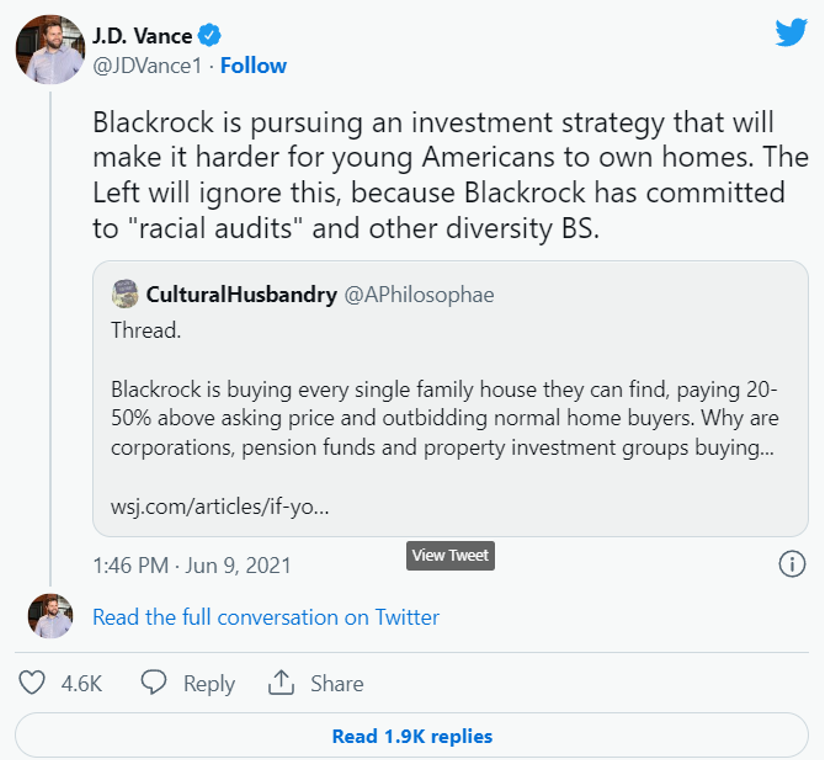 J.D. Vance
@JDVance1 · Follow
Blackrock is pursuing an investment strategy that will
make it harder for young Americans to own homes. The
Left will ignore this, because Blackrock has committed
to "racial audits" and other diversity BS.
CulturalHusbandry @APhilosophae
Thread.
Blackrock is buying every single family house they can find, paying 20-
50% above asking price and outbidding normal home buyers. Why are
corporations, pension funds and property investment groups buying...
wsj.com/articles/if-yo...
View Tweet
1:46 PM · Jun 9, 2021
Read the full conversation on Twitter
4.6K Reply Share
Read 1.9K replies